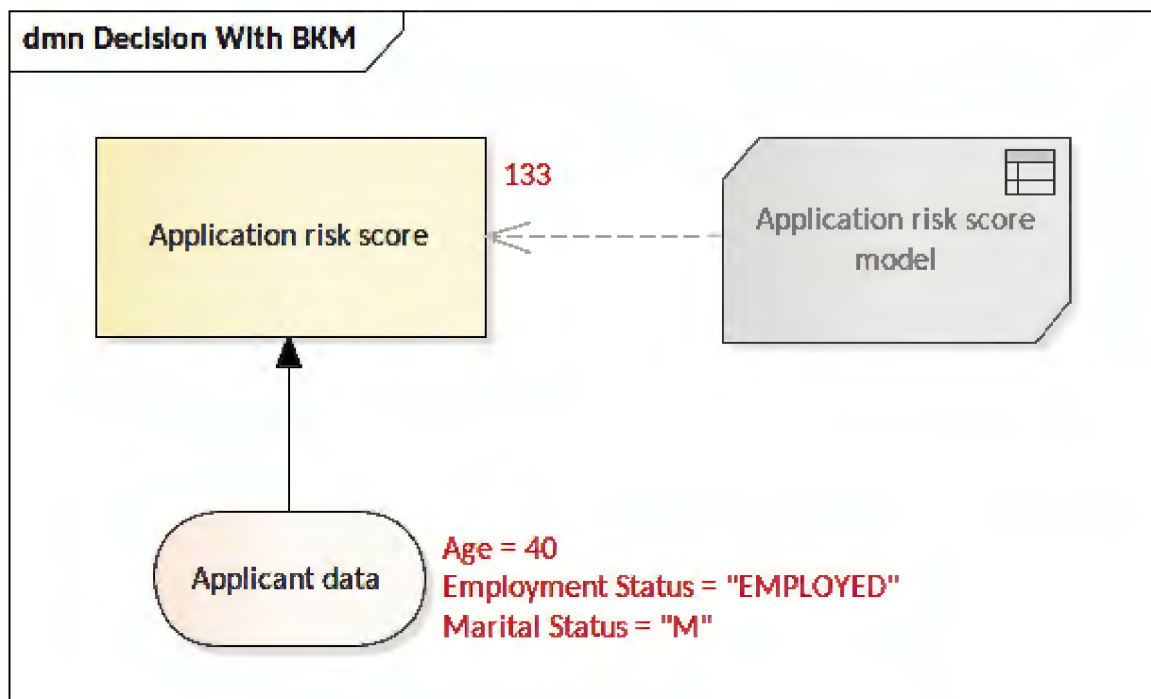 dmn Decision With BKM
133
Application risk score
Application risk score
model
Applicant data
Age = 40
Employment Status = "EMPLOYED"
Marital Status = "M"